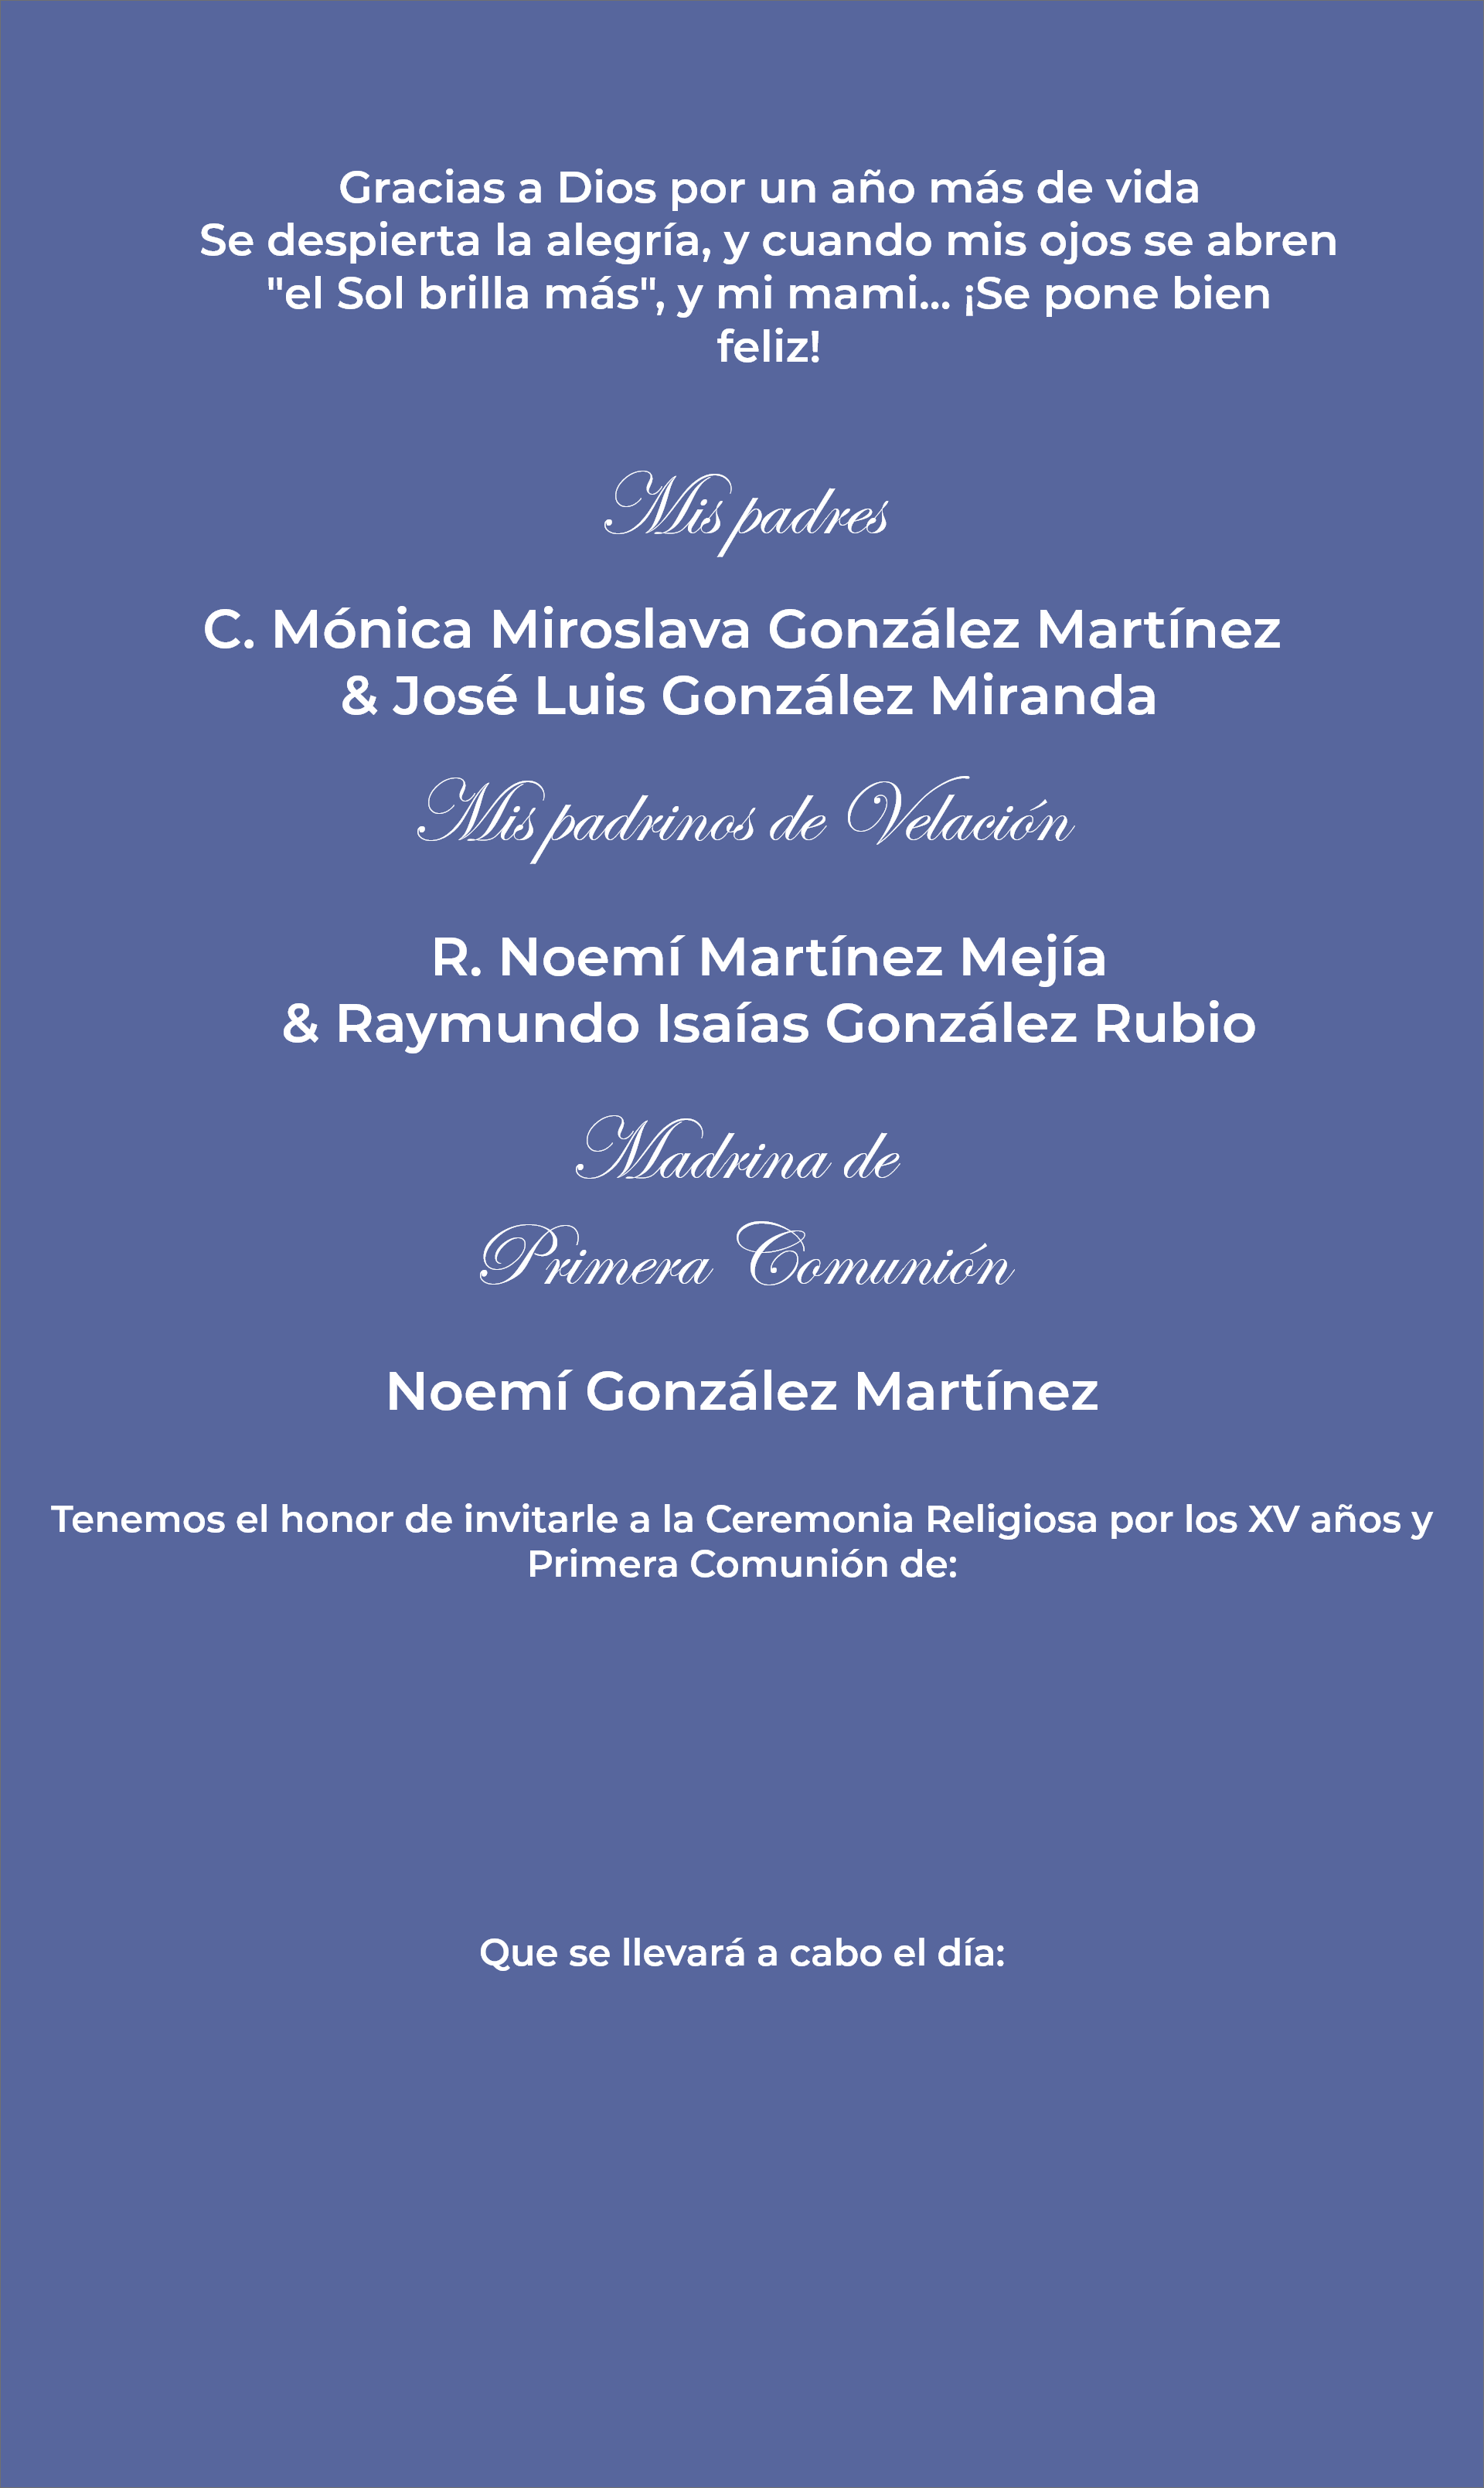 Gracias a Dios por un año más de vida
Se despierta la alegría, y cuando mis ojos se abren
"el Sol brilla más", y mi mami... ¡Se pone bien
feliz!
Mis padres
C. Mónica Miroslava González Martínez
& José Luis González Miranda
Mis padrinos de Velación
R. Noemí Martínez Mejía
& Raymundo Isaías González Rubio
Madrina de
Primera Comunión
Noemí González Martínez
Tenemos el honor de invitarle a la Ceremonia Religiosa por los XV años y
Primera Comunión de:
Que se llevará a cabo el día: